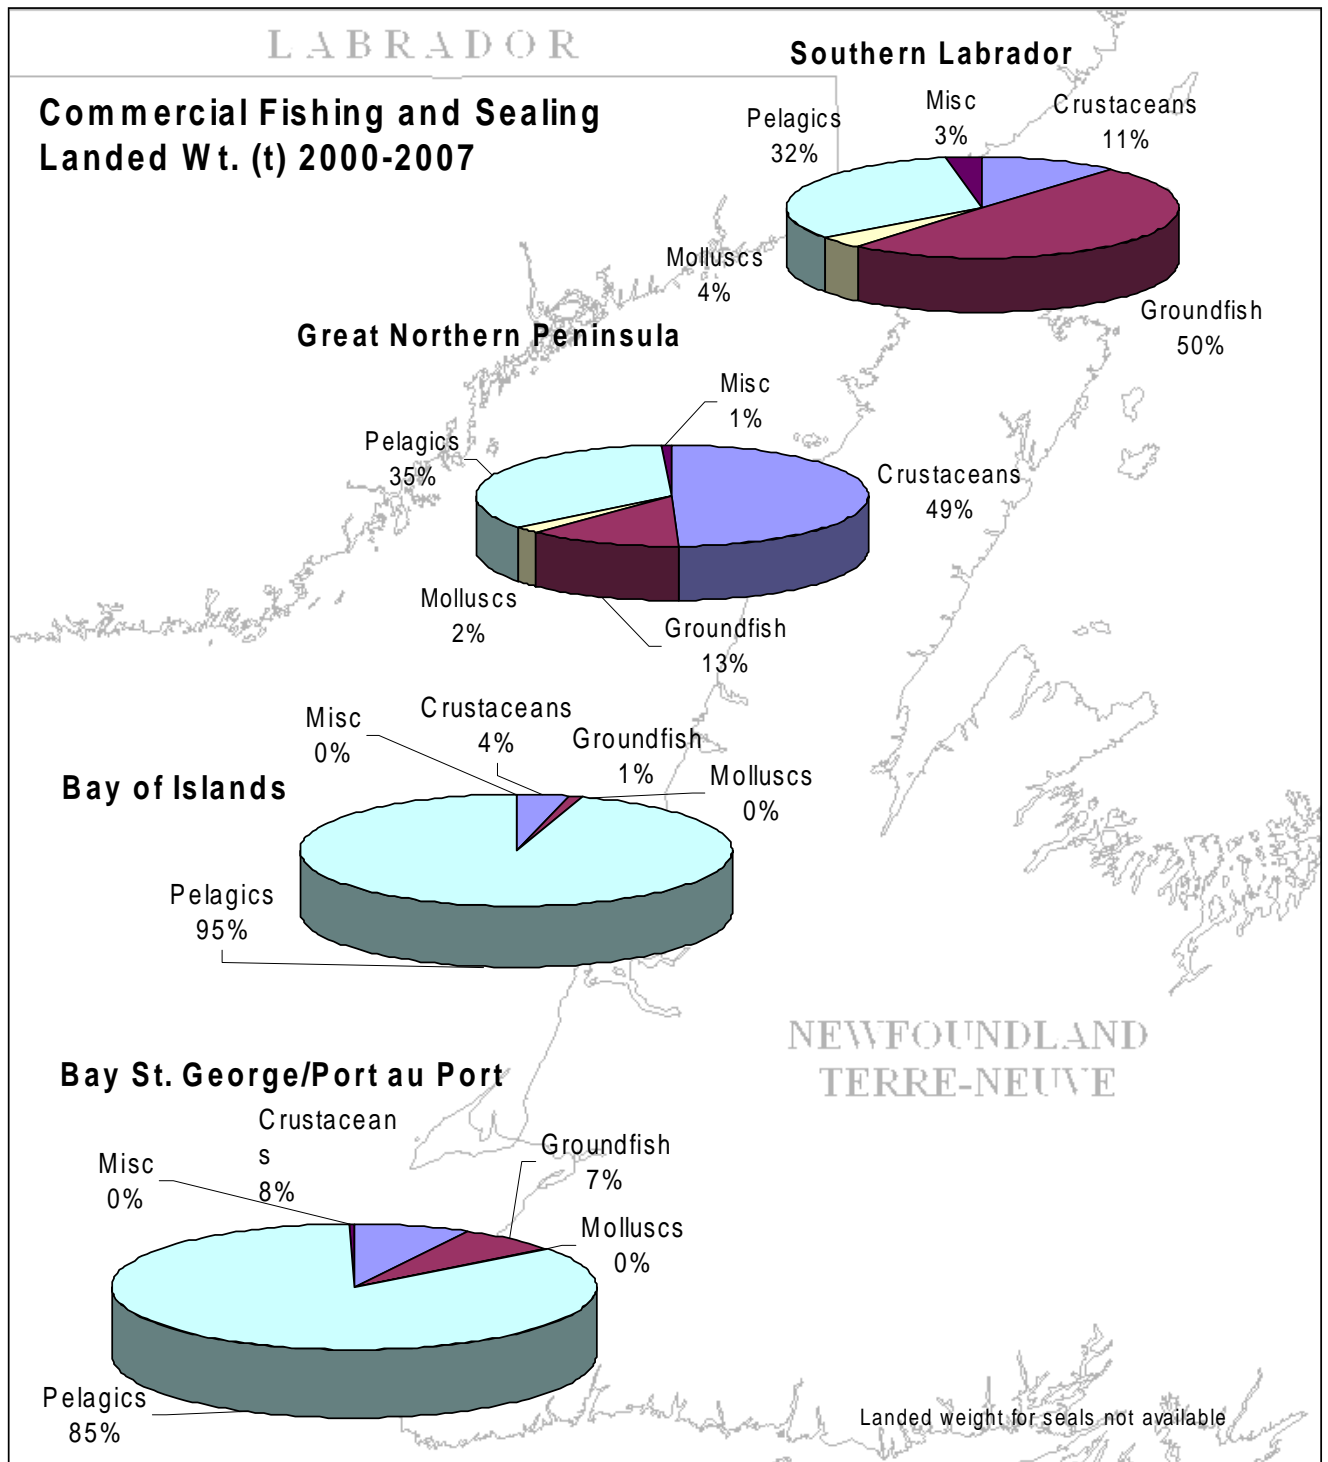 LABRADOR
Southern Labrador
Commercial Fishing and Sealing
Landed Wt. (t) 2000-2007
Pelagics
32%
Misc
3%
Crustaceans
11%
Molluscs
4%
Groundfish
50%
Great Northern Peninsula
Misc
1%
Pelagics
35%
Crustaceans
49%
Molluscs
2%
Groundfish
13%
Bay of Islands
Misc
0%
Crustaceans
4%
Groundfish
1%
Molluscs
0%
Pelagics
95%
NEWFOUNDLAND
TERRE-NEUVE
Bay St. George/Port au Port
Crustacean
s
8%
Misc
0%
Groundfish
7%
Molluscs
0%
Pelagics
85%
Landed weight for seals not available